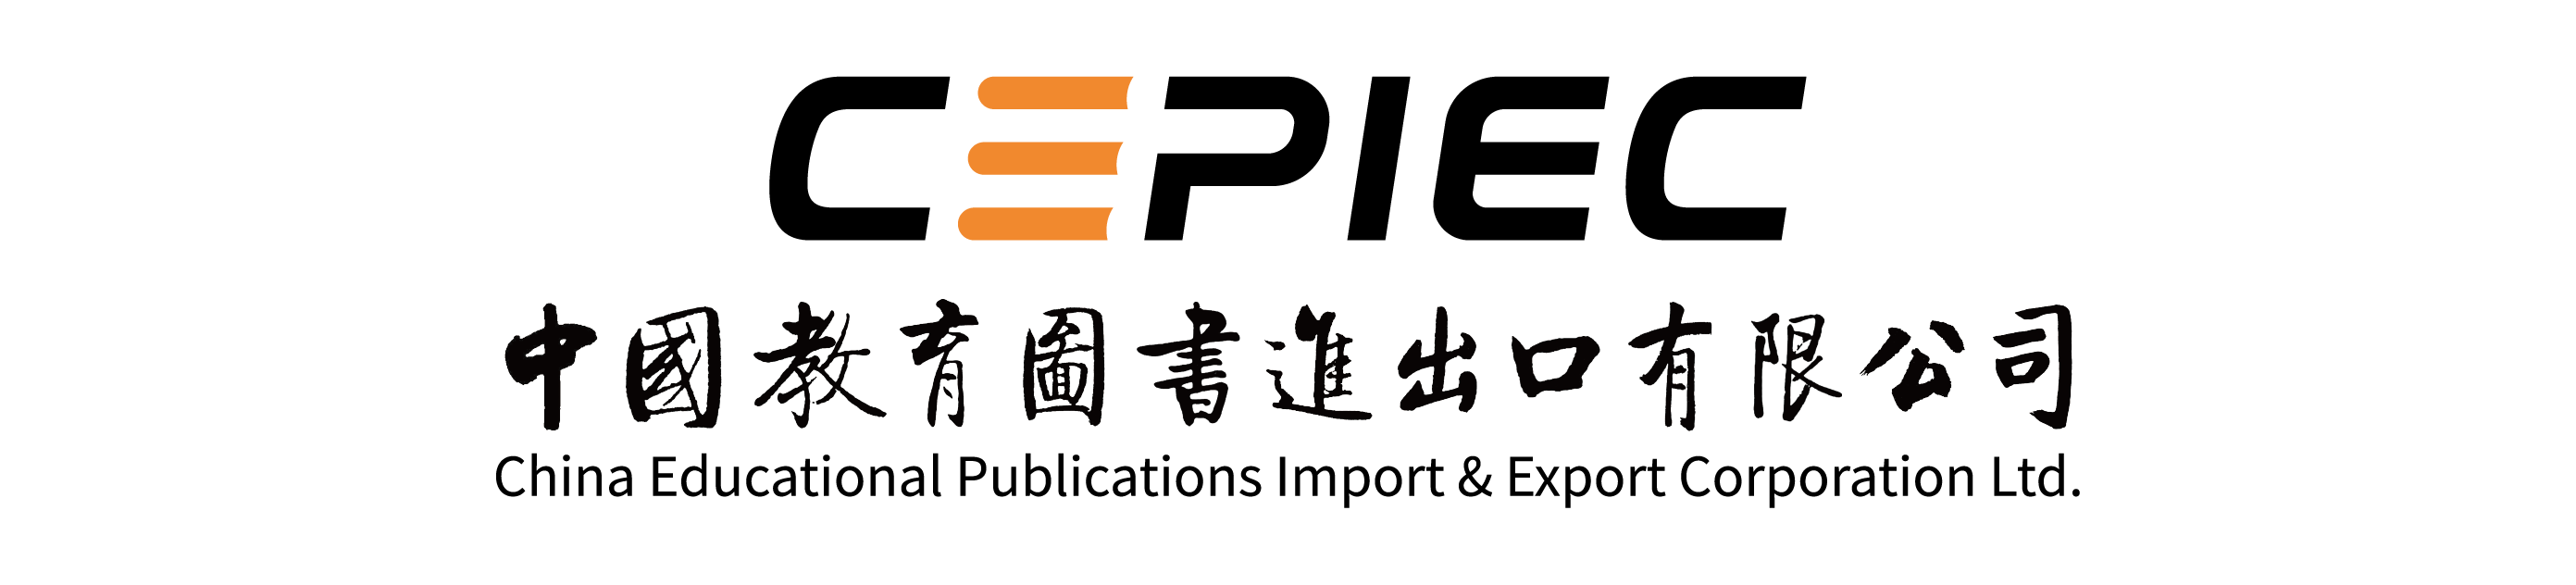 CEPIEC
中國教育圖書進出口有限公司
China Educational Publications Import & Export Corporation Ltd.